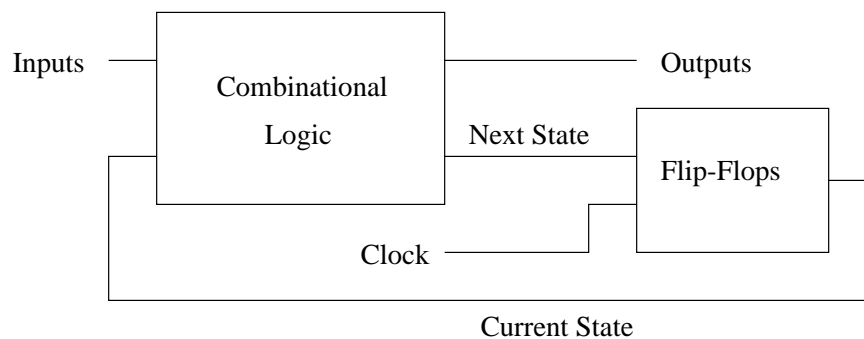 Inputs
Combinational
Logic
Outputs
Next State
Flip-Flops
Clock
Current State